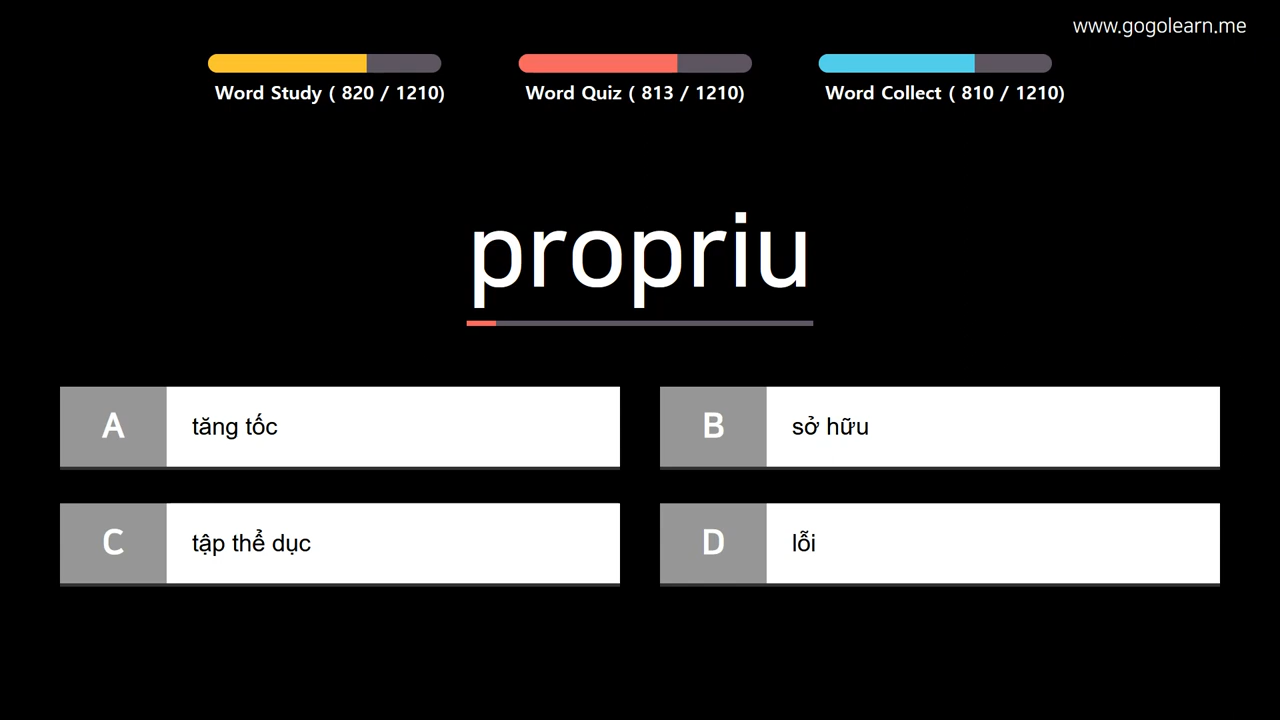 www.gogolearn.me
Word Study ( 820 / 1210)
Word Quiz ( 813 / 1210)
Word Collect ( 810 / 1210)
propriu
A tăng tốc
B sở hữu
C tập thể dục
D lỗi